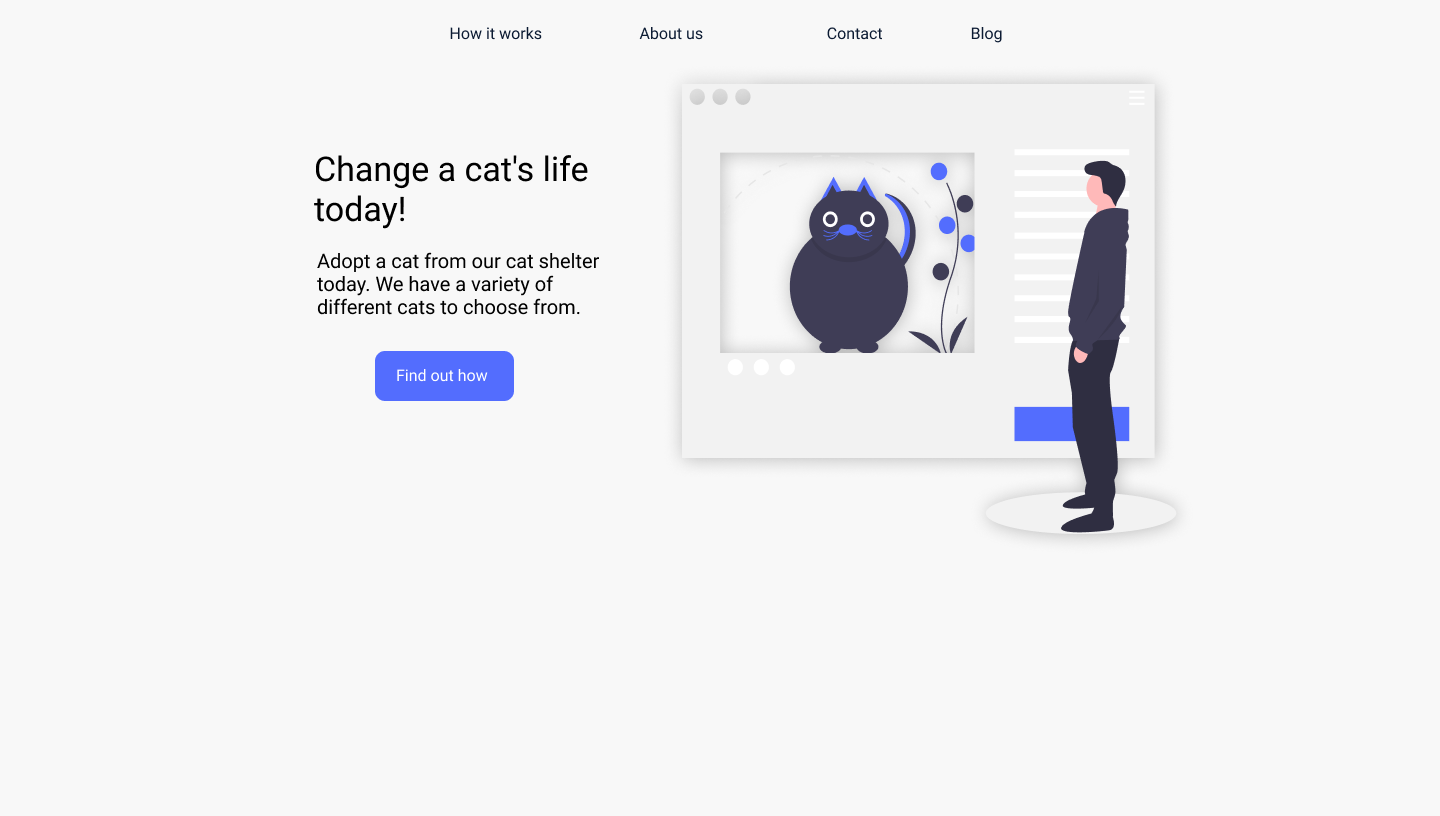 How it works About us Contact Blog
Change a cat's life
today!
Adopt a cat from our cat shelter
today. We have a variety of
different cats to choose from.
Find out how